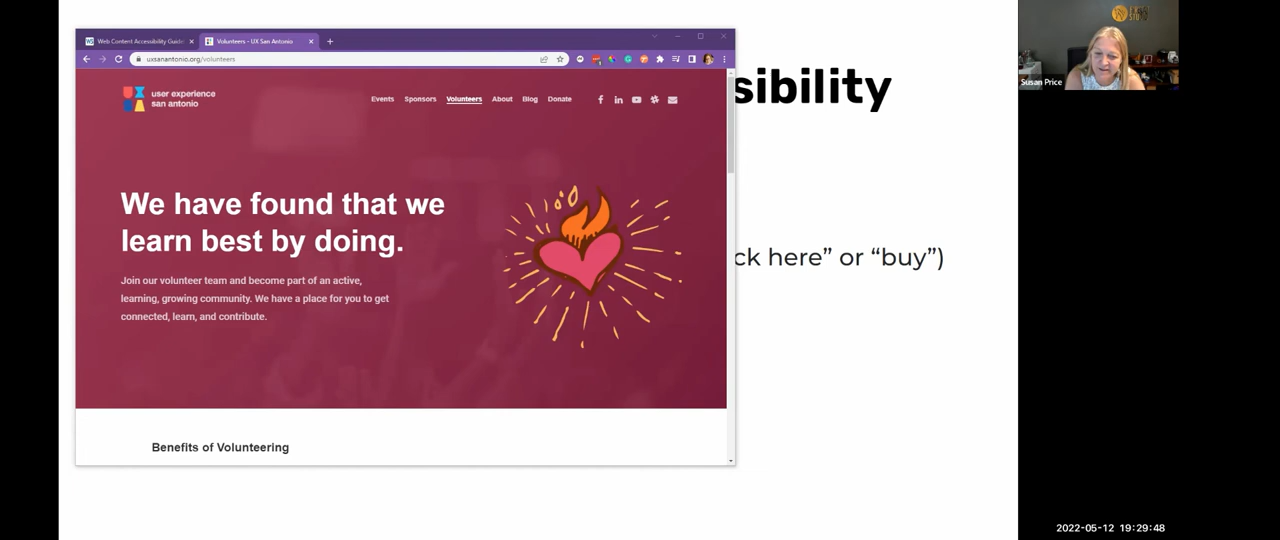 Web Content Accessibility Guide
Volunteers - UX San Antonio
uxsanantonio.org/volunteers
user experience
san antonio
Events Sponsors Volunteers About Blog Donate
We have found that we
learn best by doing.
Join our volunteer team and become part of an active,
learning, growing community. We have a place for you to get
connected, learn, and contribute.
Benefits of Volunteering
sibility
ck here” or “buy”)
Susan Price
2022-05-12 19:29:48